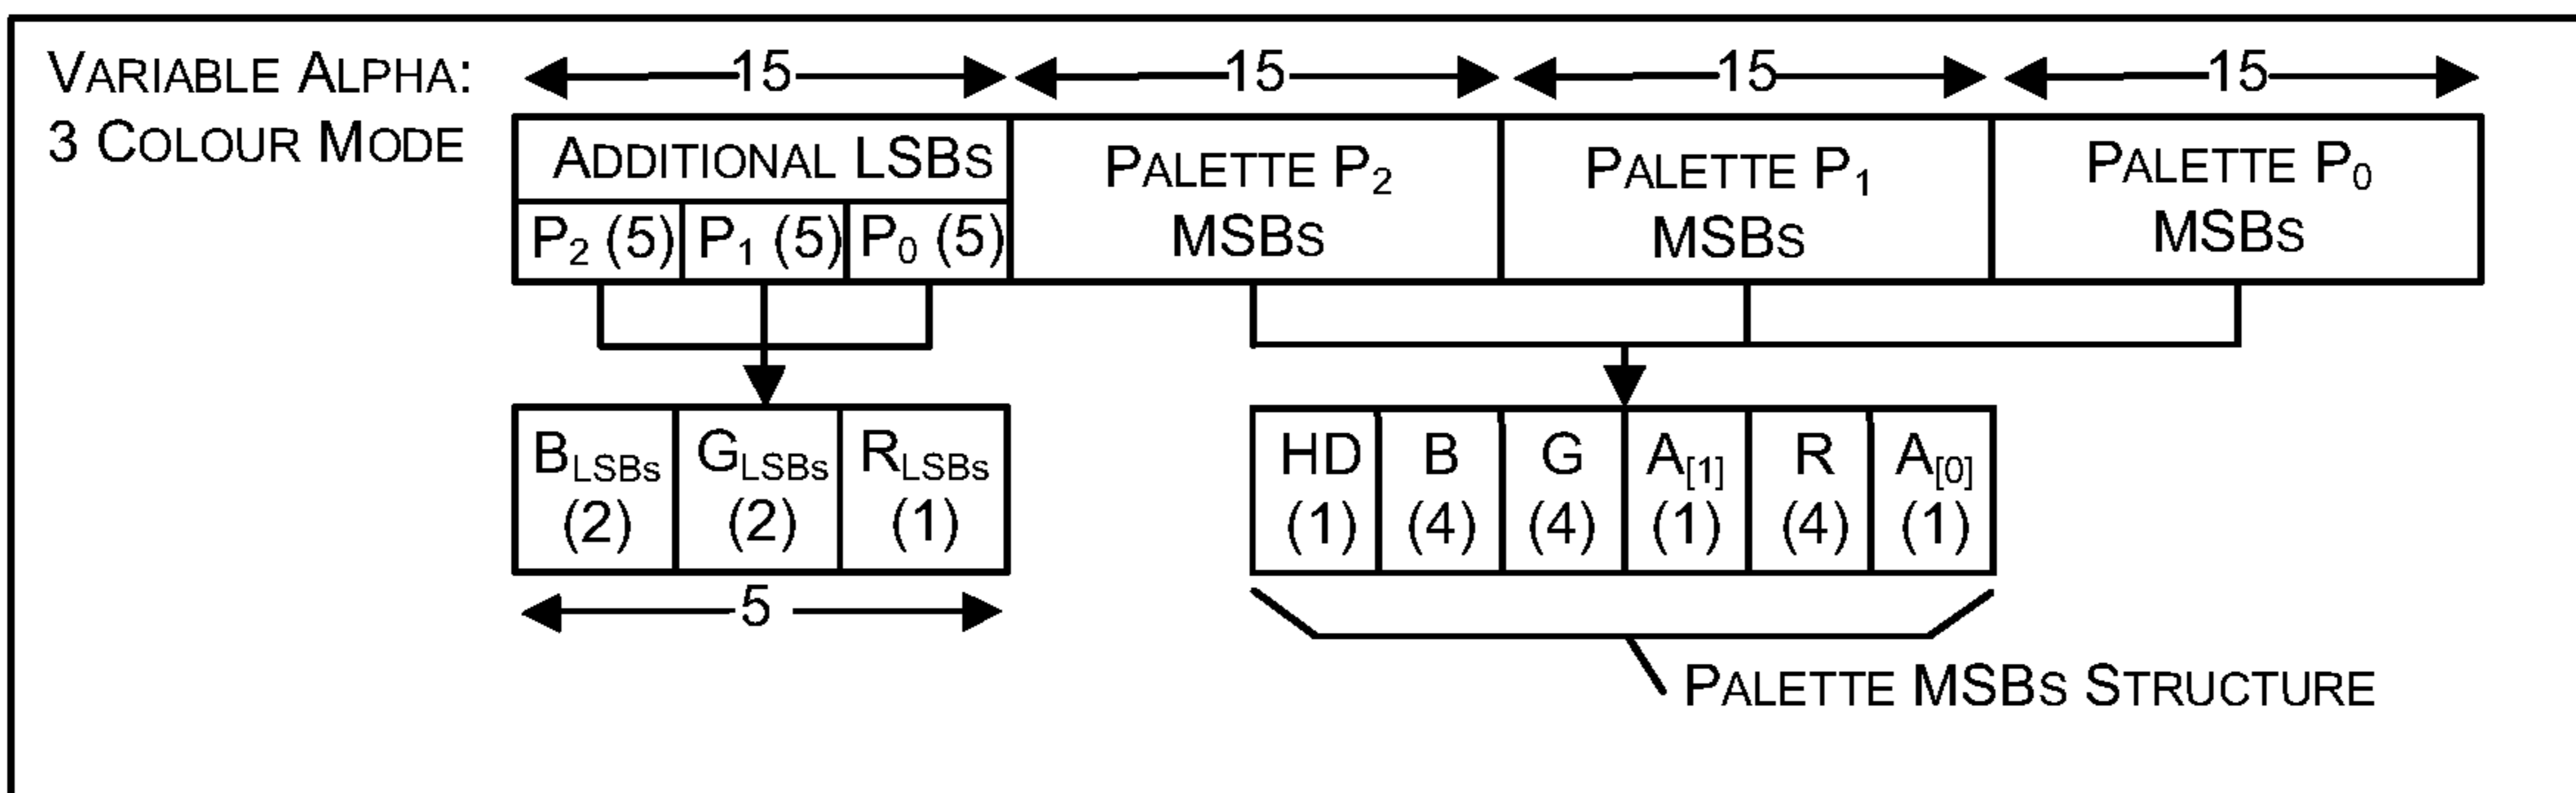 VARIABLE ALPHA:
3 COLOUR MODE
15 15 15 15
ADDITIONAL LSBS
P2 (5) P1 (5) P0 (5)
PALETTE P2
MSBS
PALETTE P1
MSBS
PALETTE P0
MSBS
BLSBs
(2)
GLSBs
(2)
RLSBs
(1)
5
HD
(1)
B
(4)
G
(4)
A[1]
(1)
R
(4)
A[0]
(1)
PALETTE MSBS STRUCTURE